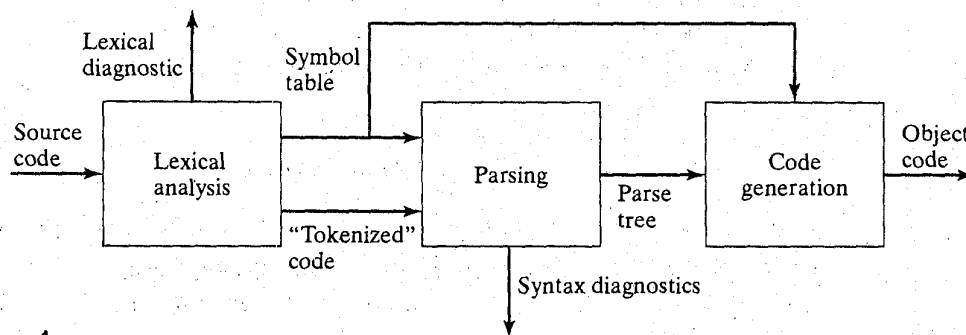 Lexical
diagnostic
Symbol
table
Source
code
Lexical
analysis
Parsing
Code
generation
Object
code
Parse
tree
“Tokenized”
code
Syntax diagnostics